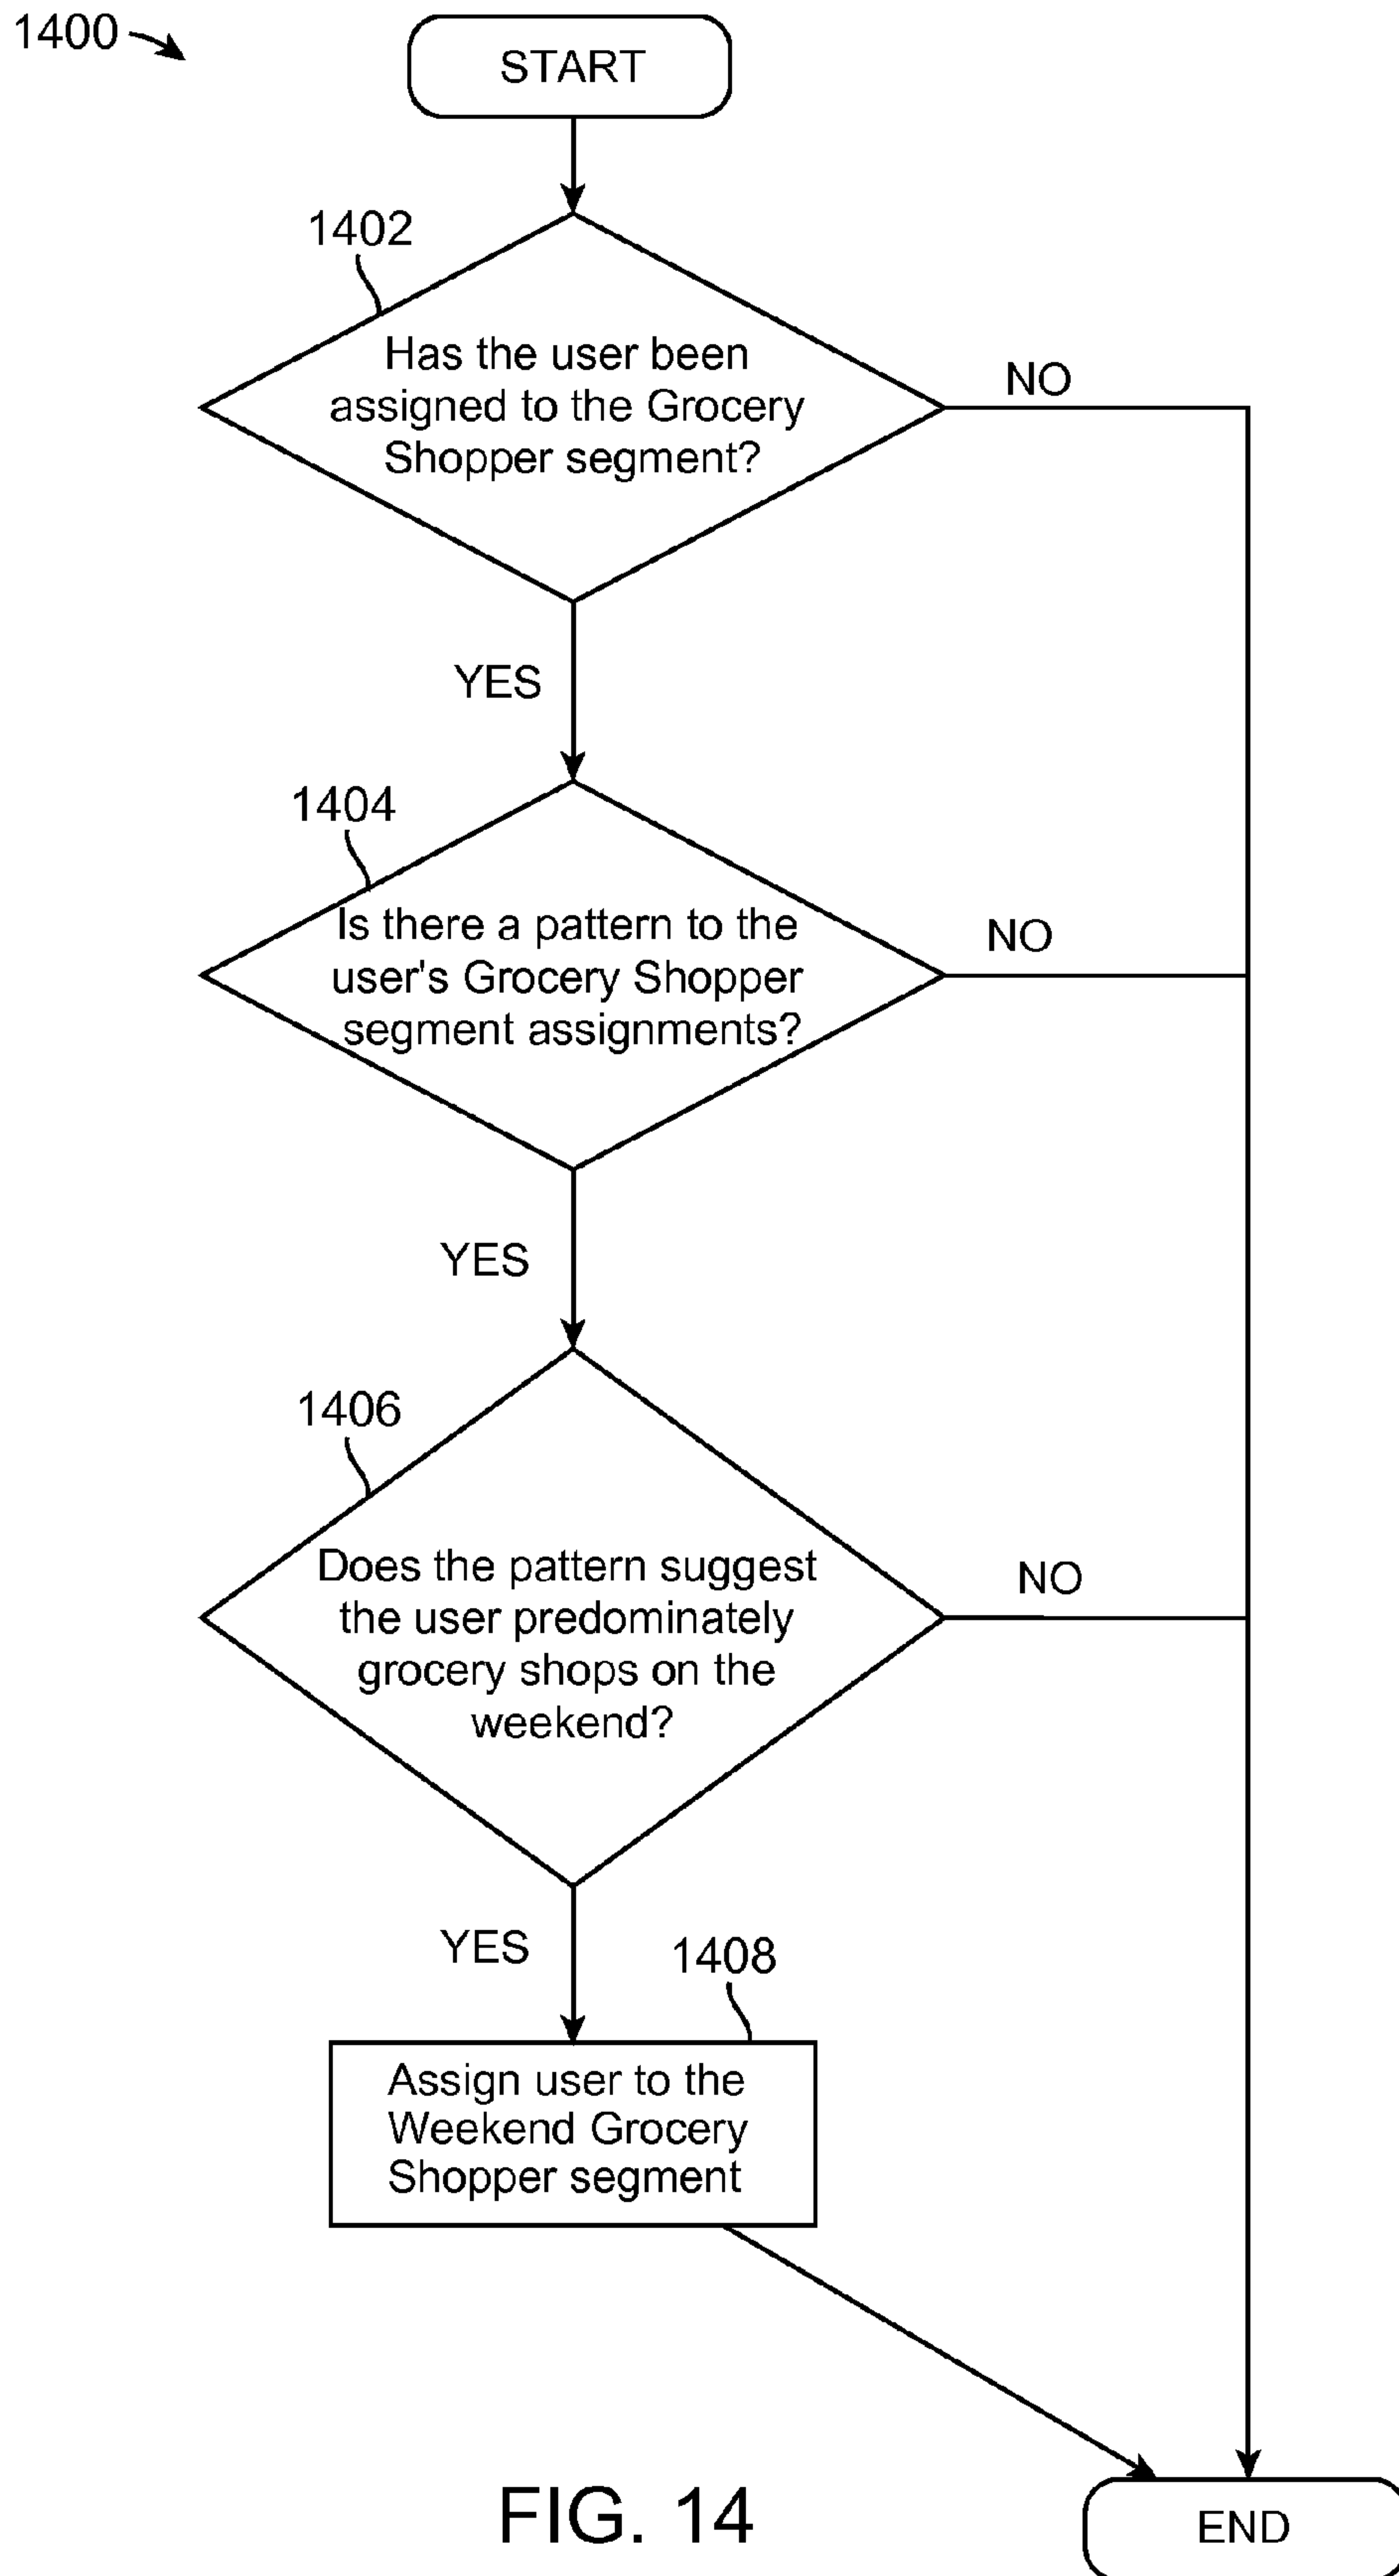 1400
START
1402
Has the user been
assigned to the Grocery
Shopper segment?
NO
YES
1404
Is there a pattern to the
user's Grocery Shopper
segment assignments?
NO
YES
1406
Does the pattern suggest
the user predominately
grocery shops on the
weekend?
NO
YES
1408
Assign user to the
Weekend Grocery
Shopper segment
FIG. 14
END